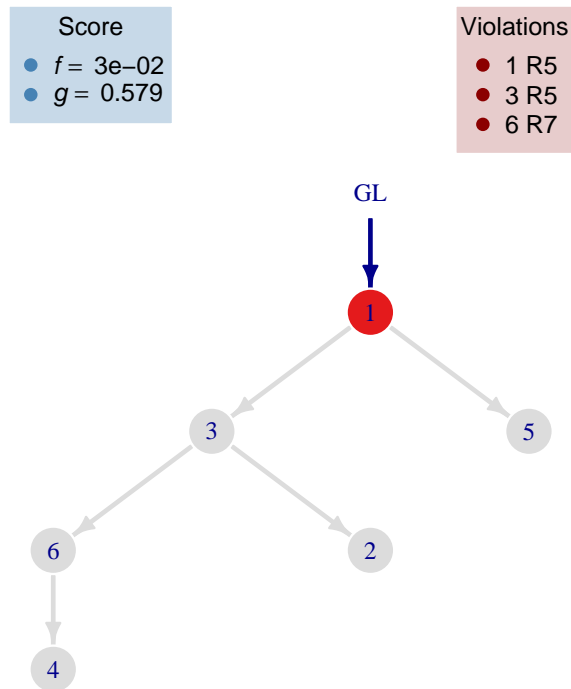 Score
f = 3e−02
g = 0.579
Violations
1 R5
3 R5
6 R7
GL
1
3
5
6
2
4